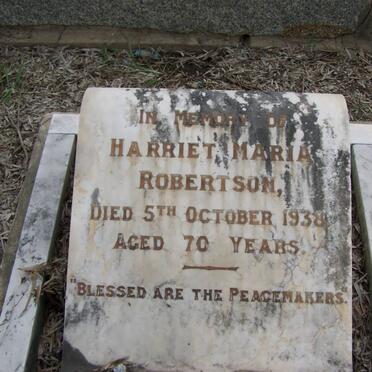 In Memory of
Harriet Maria
Robertson,
Died 5th October 1938
Aged 70 Years.
"Blessed are the Peacemakers."